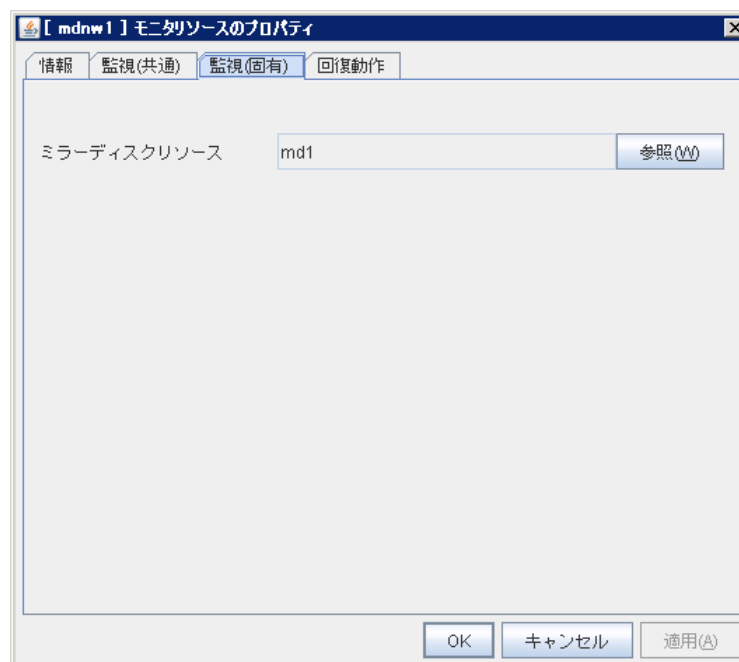 [ mdnw1 ] モニタリソースのプロパティ
情報 監視(共通) 監視(固有) 回復動作
ミラーディスクリソース md1 参照(W)
OK キャンセル 適用(A)